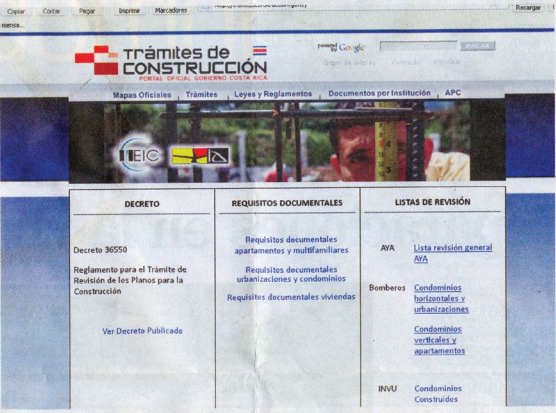 Copiar Cortar Pegar Imprimir Marcadores Recargar
mensa...
powered by Google BUSCAR
Trámites de
CONSTRUCCIÓN
PORTAL OFICIAL GOBIERNO COSTA RICA
Contacto
Mapas Oficiales Trámites Leyes y Reglamentos Documentos por Institución APC
MEIC
DECRETO
Decreto 36550
Reglamento para el Trámite de
Revisión de los Planos para la
Construcción
Ver Decreto Publicado
REQUISITOS DOCUMENTALES
Requisitos documentales
apartamentos y multifamiliares
Requisitos documentales
urbanizaciones y condominios
Requisitos documentales viviendas
LISTAS DE REVISIÓN
AYA Lista revisión general
AYA
Bomberos Condominios
horizontales y
urbanizaciones
Condominios
verticales y
apartamentos
INVU Condominios
Construidos